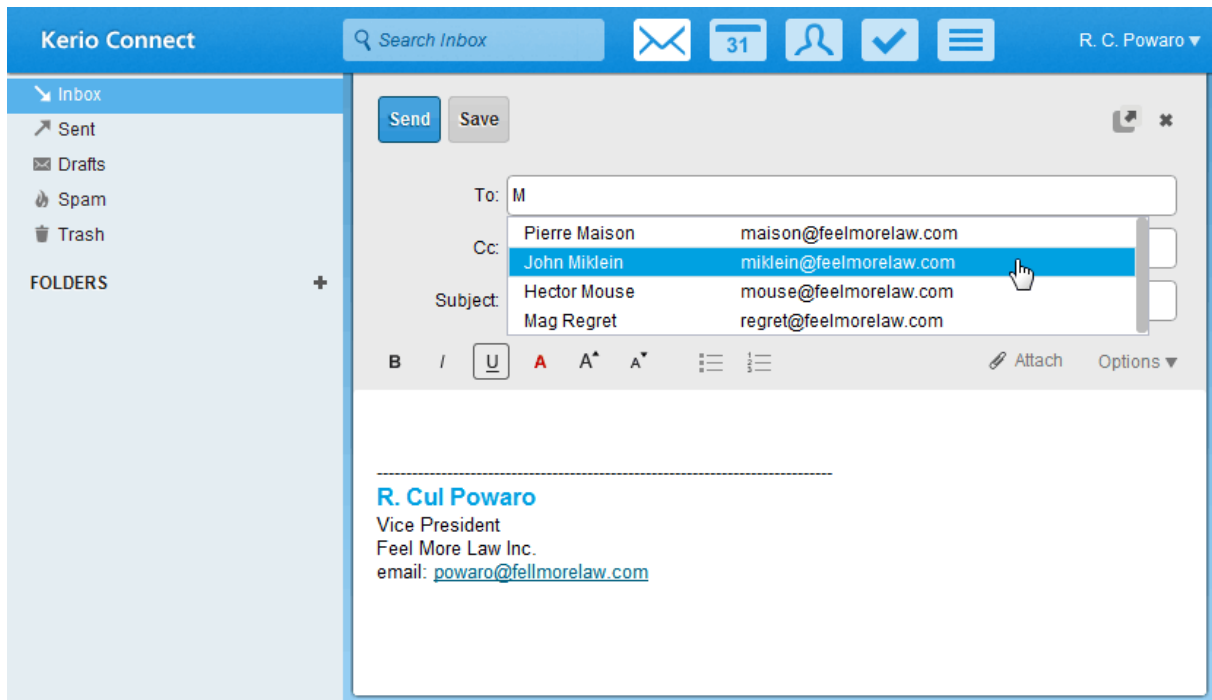 Kerio Connect
Search Inbox
31
R. C. Powaro ▼
Inbox
Sent
Drafts
Spam
Trash
FOLDERS +
Send Save
To: M
Pierre Maison maison@feelmorelaw.com
Cc:
John Miklein miklein@feelmorelaw.com
Hector Mouse mouse@feelmorelaw.com
Subject:
Mag Regret regret@feelmorelaw.com
B I U A A A Attach Options ▼
R. Cul Powaro
Vice President
Feel More Law Inc.
email: powaro@fellmorelaw.com